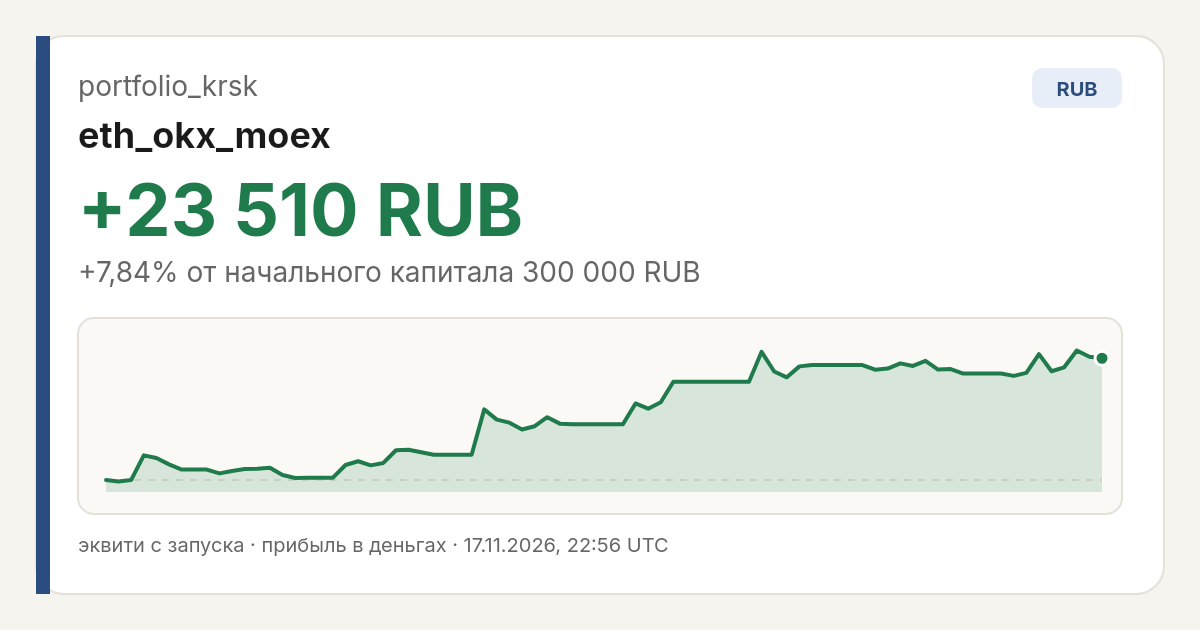 portfolio_krsk
RUB
eth_okx_moex
+23 510 RUB
+7,84% от начального капитала 300 000 RUB
эквити с запуска · прибыль в деньгах · 17.11.2026, 22:56 UTC